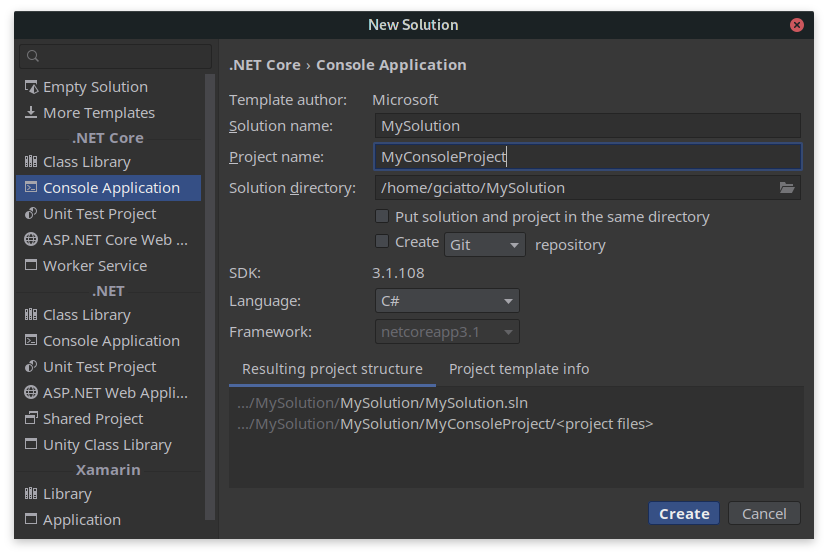 New Solution
Empty Solution
More Templates
.NET Core
Class Library
Console Application
Unit Test Project
ASP.NET Core Web ...
Worker Service
.NET
Class Library
Console Application
Unit Test Project
ASP.NET Web Appli...
Shared Project
Unity Class Library
Xamarin
Library
Application
.NET Core › Console Application
Template author: Microsoft
Solution name: MySolution
Project name: MyConsoleProject
Solution directory: /home/gciatto/MySolution
Put solution and project in the same directory
Create Git repository
SDK: 3.1.108
Language: C#
Framework: netcoreapp3.1
Resulting project structure Project template info
.../MySolution/MySolution/MySolution.sln
.../MySolution/MySolution/MyConsoleProject/<project files>
Create Cancel